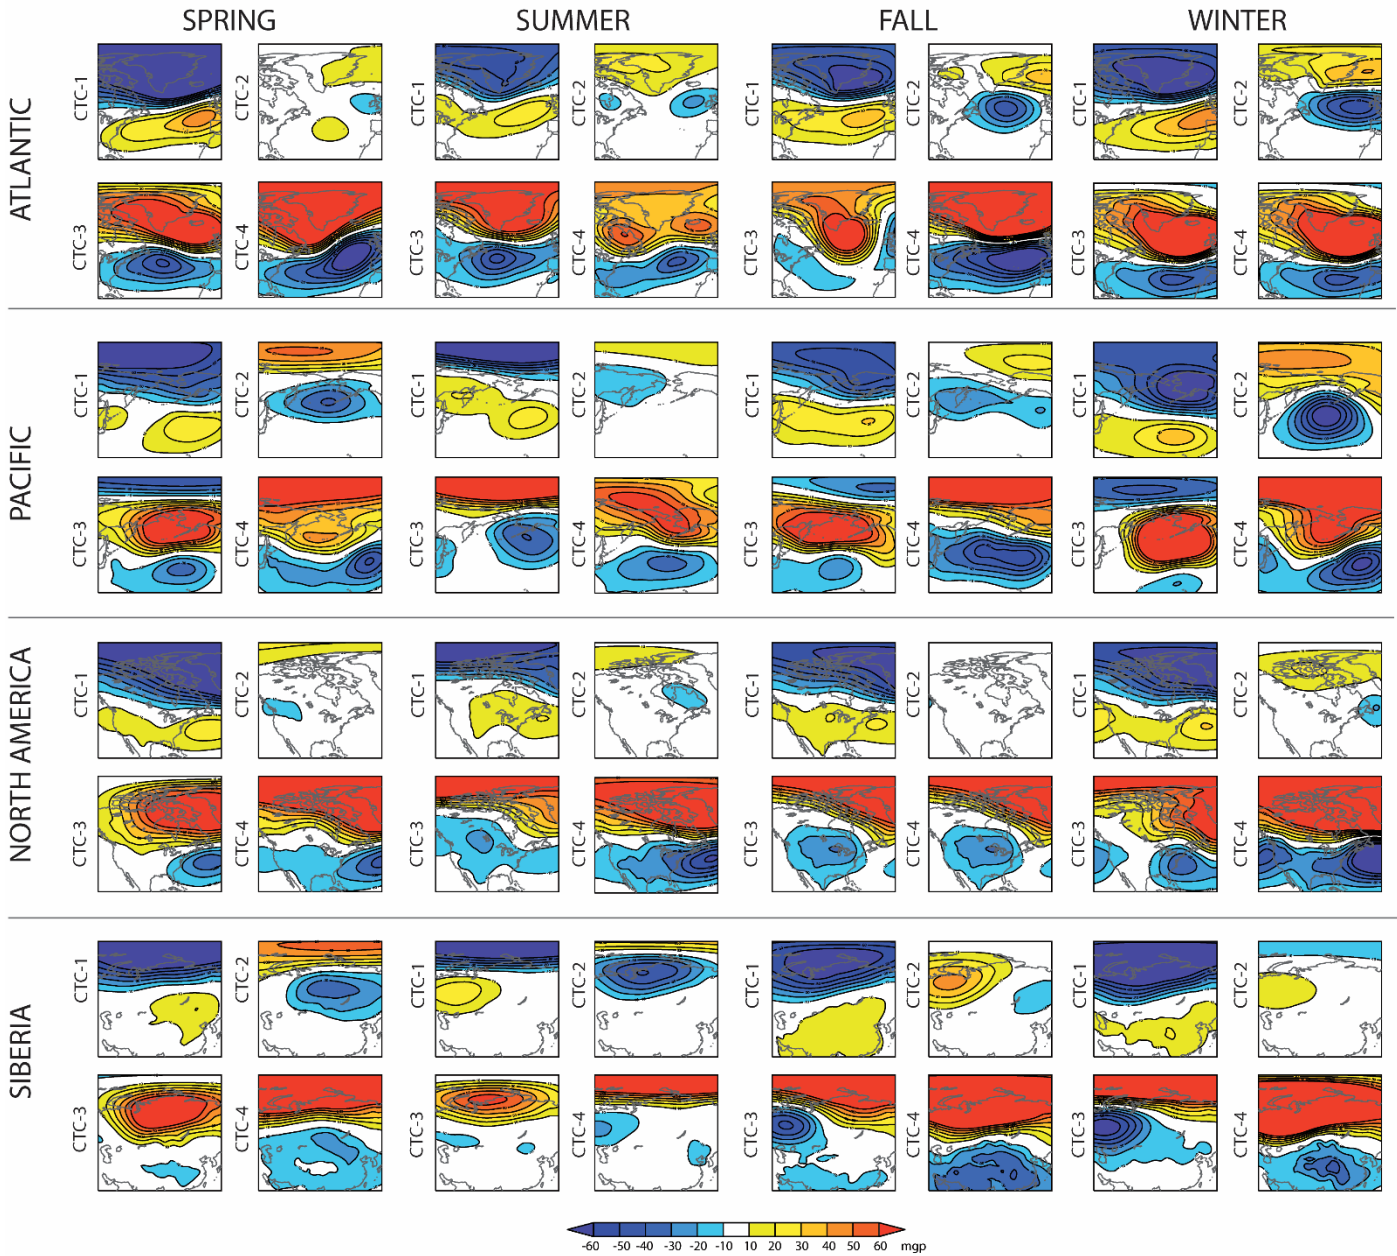 SPRING SUMMER FALL WINTER
ATLANTIC
CTC-1 CTC-2 CTC-1 CTC-2 CTC-1 CTC-2 CTC-1 CTC-2
CTC-3 CTC-4 CTC-3 CTC-4 CTC-3 CTC-4 CTC-3 CTC-4
PACIFIC
CTC-1 CTC-2 CTC-1 CTC-2 CTC-1 CTC-2 CTC-1 CTC-2
CTC-3 CTC-4 CTC-3 CTC-4 CTC-3 CTC-4 CTC-3 CTC-4
NORTH AMERICA
CTC-1 CTC-2 CTC-1 CTC-2 CTC-1 CTC-2 CTC-1 CTC-2
CTC-3 CTC-4 CTC-3 CTC-4 CTC-3 CTC-4 CTC-3 CTC-4
SIBERIA
CTC-1 CTC-2 CTC-1 CTC-2 CTC-1 CTC-2 CTC-1 CTC-2
CTC-3 CTC-4 CTC-3 CTC-4 CTC-3 CTC-4 CTC-3 CTC-4
-60 -50 -40 -30 -20 -10 10 20 30 40 50 60 mgp